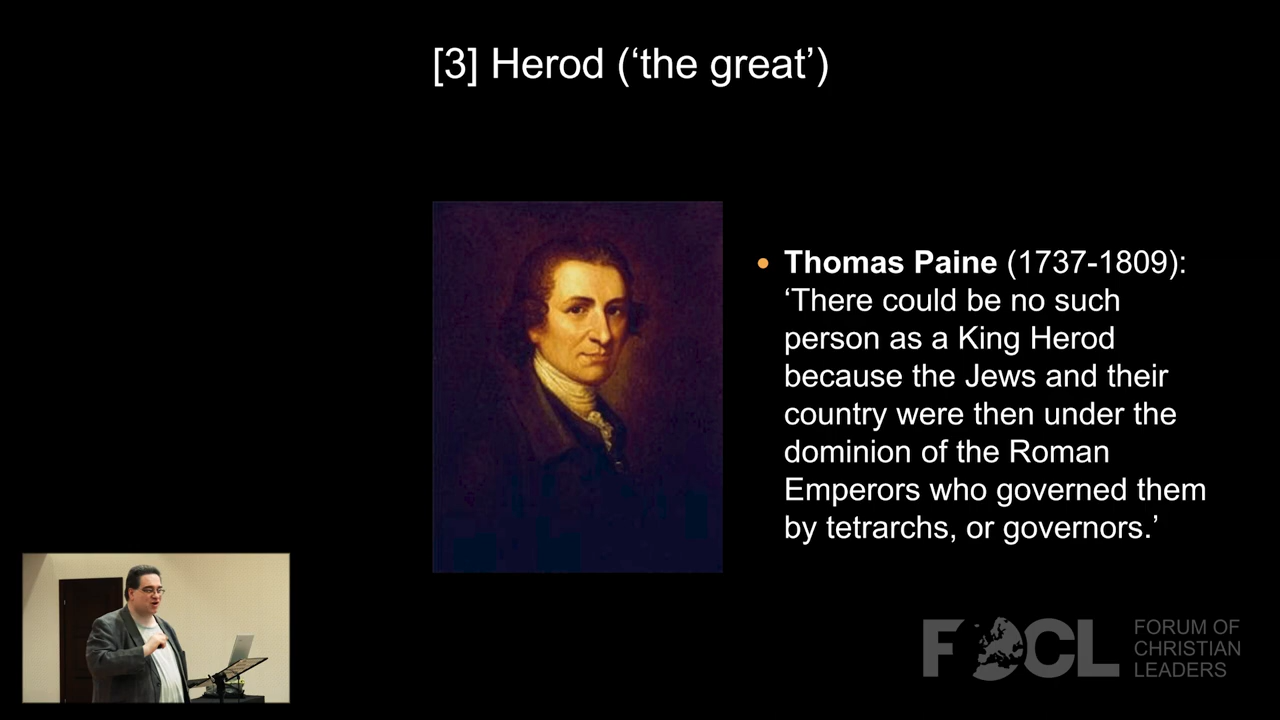 [3] Herod (‘the great’)
• Thomas Paine (1737-1809):
‘There could be no such
person as a King Herod
because the Jews and their
country were then under the
dominion of the Roman
Emperors who governed them
by tetrarchs, or governors.’
FOCL
FORUM OF
CHRISTIAN
LEADERS